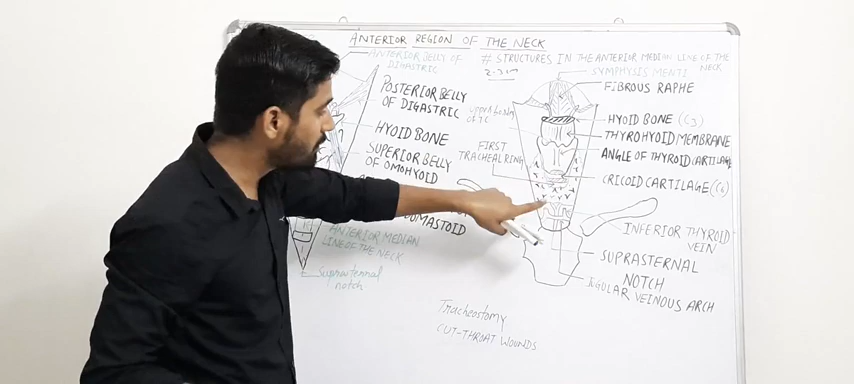 ANTERIOR REGION OF THE NECK
ANTERIOR BELLY OF
DIGASTRIC
POSTERIOR BELLY
OF DIGASTRIC
HYOID BONE
SUPERIOR BELLY
OF OMOHYOID
ANTERIOR MEDIAN
LINE OF THE NECK
Suprasternal
notch
# STRUCTURES IN THE ANTERIOR MEDIAN LINE OF THE
NECK
SYMPHYSIS MENTI
FIBROUS RAPHE
HYOID BONE (C3)
THYROHYOID MEMBRANE
ANGLE OF THYROID CARTILAGE
FIRST
TRACHEAL RING
CRICOID CARTILAGE (C6)
INFERIOR THYROID
VEIN
SUPRASTERNAL
NOTCH
JUGULAR VENOUS ARCH
Tracheostomy
CUT-THROAT WOUNDS